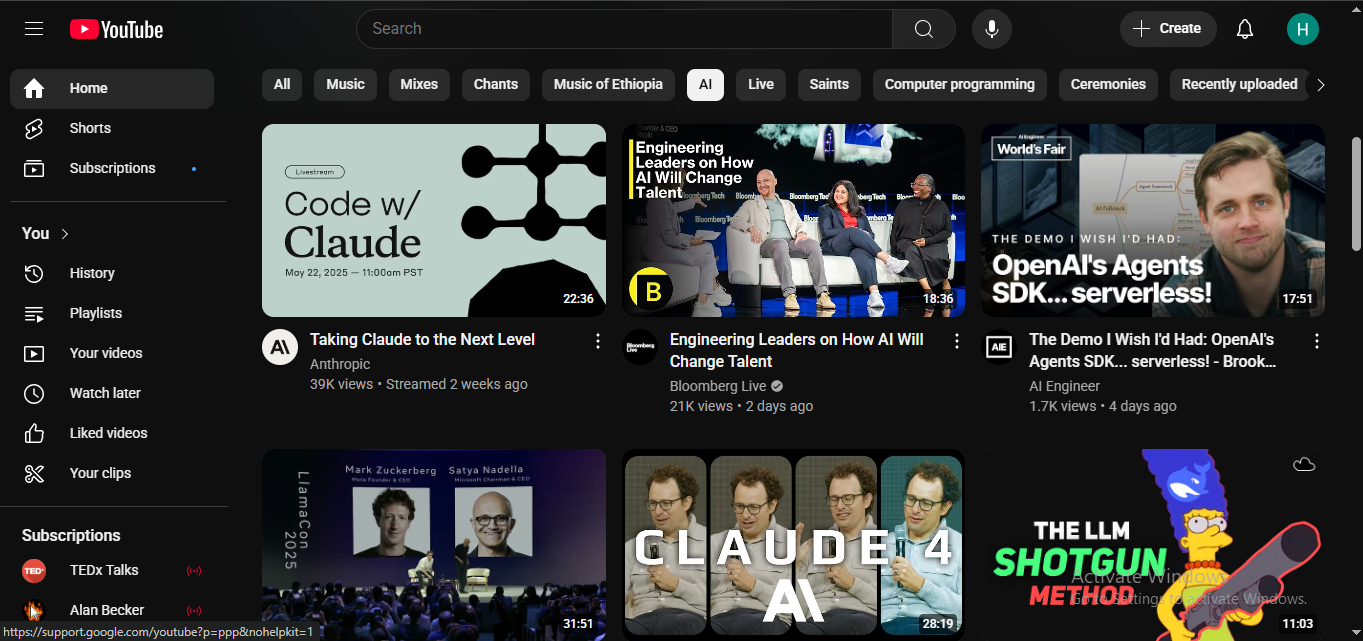 YouTube
Search
Create
H
Home
Shorts
Subscriptions
You
History
Playlists
Your videos
Watch later
Liked videos
Your clips
Subscriptions
TEDx
TEDx Talks
Alan Becker
https://support.google.com/youtube?p=ppp&nohelpkit=1
All
Music
Mixes
Chants
Music of Ethiopia
AI
Live
Saints
Computer programming
Ceremonies
Recently uploaded
Livestream
Code w/
Claude
May 22, 2025 — 11:00am PST
22:36
Taking Claude to the Next Level
Anthropic
39K views • Streamed 2 weeks ago
Founder & CEO
Engineering
Leaders on How
AI Will Change
Talent
Bloomberg Tech
B
18:36
Bloomberg
Live
Engineering Leaders on How AI Will
Change Talent
Bloomberg Live
21K views • 2 days ago
AI Engineer
World's Fair
THE DEMO I WISH I'D HAD:
OpenAI's Agents
SDK... serverless!
17:51
AIE
The Demo I Wish I'd Had: OpenAI's
Agents SDK... serverless! - Brook...
AI Engineer
1.7K views • 4 days ago
LlamaCon
2025
Mark Zuckerberg
Meta Founder & CEO
Satya Nadella
Microsoft Chairman & CEO
31:51
CLAUDE 4
28:19
THE LLM
SHOTGUN
METHOD
11:03
Activate Windows
Go to Settings to activate Windows.